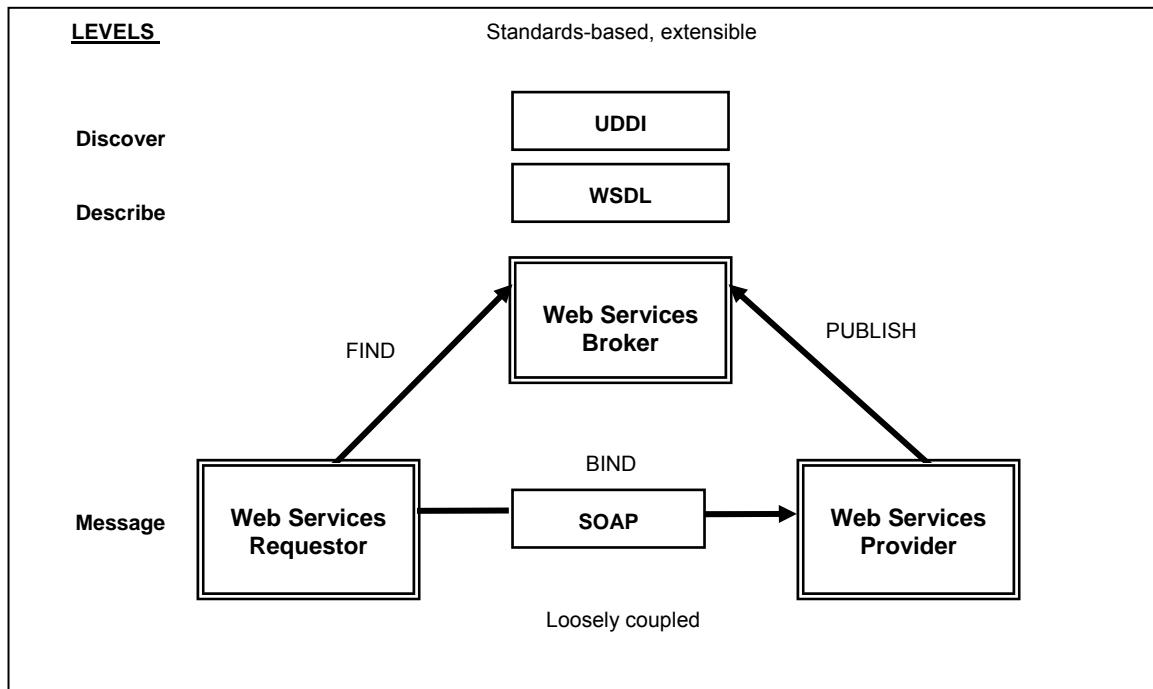 LEVELS
Standards-based, extensible
Discover
UDDI
Describe
WSDL
Web Services
Broker
FIND
PUBLISH
BIND
Message
Web Services
Requestor
SOAP
Web Services
Provider
Loosely coupled